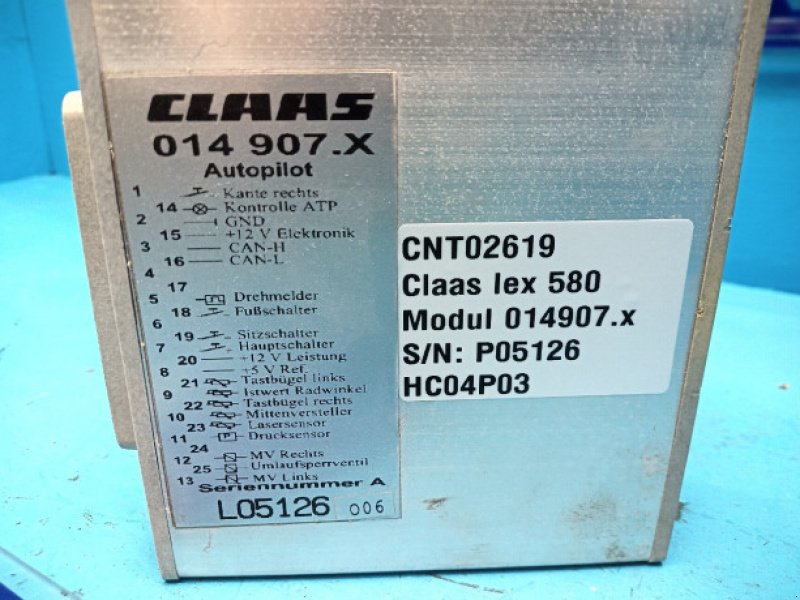 CLAAS
014 907.X
Autopilot
1 Kante rechts
14 Kontrolle ATP
2 GND
15 +12 V Elektronik
3 CAN-H
16 CAN-L
4
17
5 Drehmelder
18 Fußschalter
6
19 Sitzschalter
7 Hauptschalter
20 +12 V Leistung
8 +5 V Ref.
21 Tastbügel links
9 Istwert Radwinkel
22 Tastbügel rechts
10 Mittenversteller
23 Lasersensor
11 Drucksensor
24
12 MV Rechts
25 Umlaufsperrventil
13 MV Links
Seriennummer A
L05126 006
CNT02619
Claas lex 580
Modul 014907.x
S/N: P05126
HC04P03